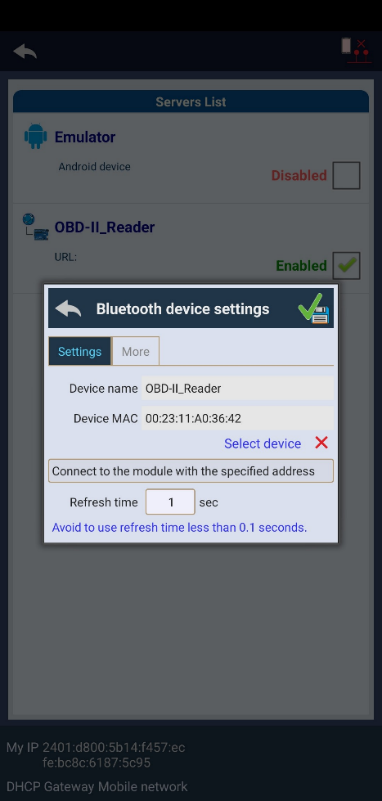 Servers List
Emulator
Android device
Disabled
OBD-II_Reader
URL:
Enabled
Bluetooth device settings
Settings More
Device name OBD-II_Reader
Device MAC 00:23:11:A0:36:42
Select device
Connect to the module with the specified address
Refresh time 1 sec
Avoid to use refresh time less than 0.1 seconds.
My IP 2401:d800:5b14:f457:ec
fe:bc8c:6187:5c95
DHCP Gateway Mobile network